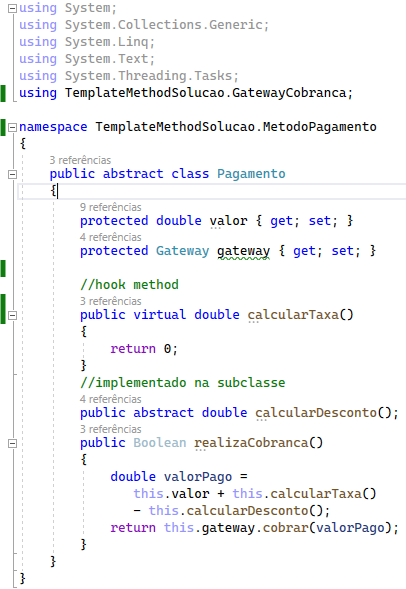 using System;
using System.Collections.Generic;
using System.Linq;
using System.Text;
using System.Threading.Tasks;
using TemplateMethodSolucao.GatewayCobranca;
namespace TemplateMethodSolucao.MetodoPagamento
{
3 referências
public abstract class Pagamento
{
9 referências
protected double valor { get; set; }
4 referências
protected Gateway gateway { get; set; }
//hook method
3 referências
public virtual double calcularTaxa()
{
return 0;
}
//implementado na subclasse
4 referências
public abstract double calcularDesconto();
3 referências
public Boolean realizaCobranca()
{
double valorPago =
this.valor + this.calcularTaxa()
- this.calcularDesconto();
return this.gateway.cobrar(valorPago);
}
}
}